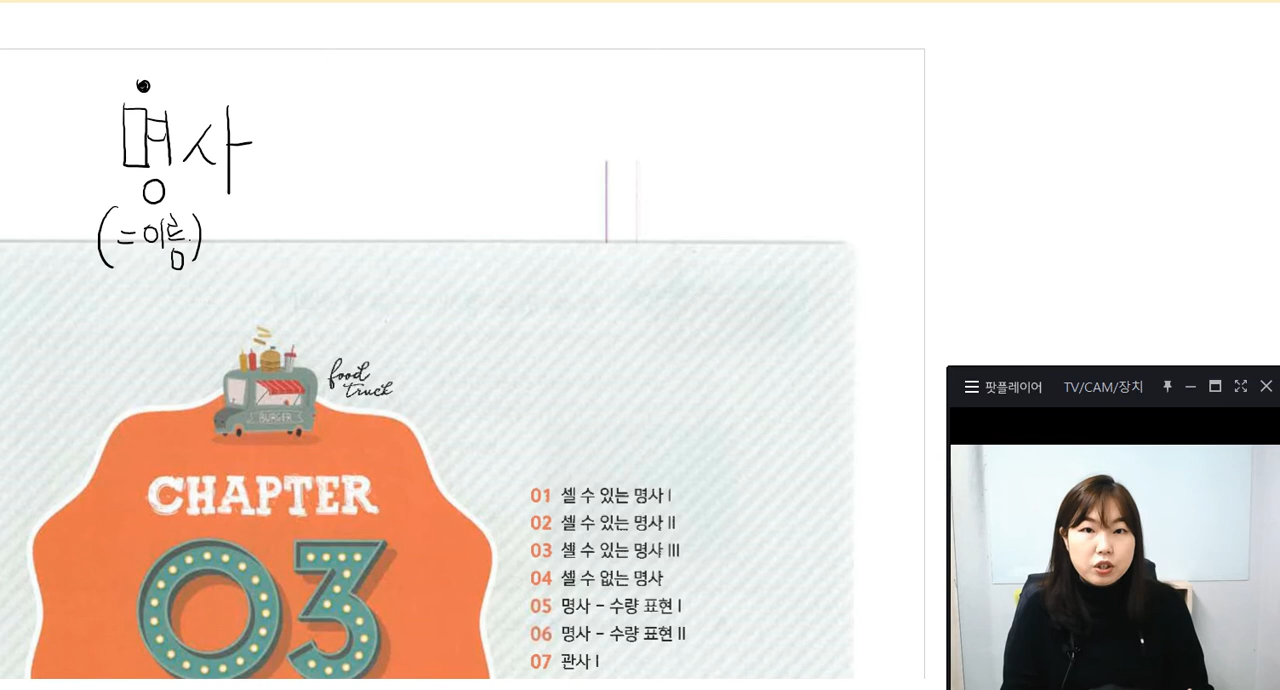 명사
(=이름)
food
truck
BURGER
CHAPTER
03
01 셀 수 있는 명사 I
02 셀 수 있는 명사 II
03 셀 수 있는 명사 III
04 셀 수 없는 명사
05 명사 - 수량 표현 I
06 명사 - 수량 표현 II
07 관사 I
팟플레이어 TV/CAM/장치